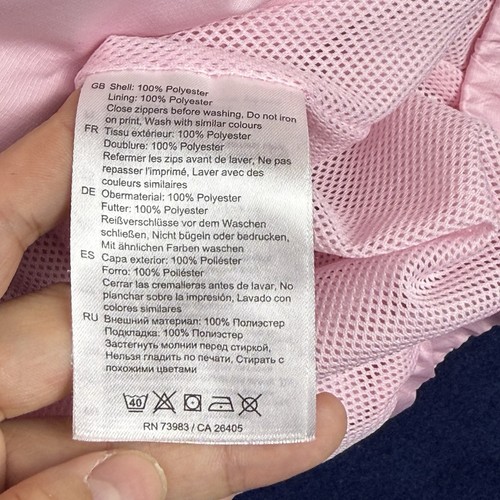 GB Shell: 100% Polyester
Lining: 100% Polyester
Close zippers before washing, Do not iron
on print, Wash with similar colours
FR Tissu extérieur: 100% Polyester
Doublure: 100% Polyester
Refermer les zips avant de laver, Ne pas
repasser l'imprimé, Laver avec des
couleurs similaires
DE Obermaterial: 100% Polyester
Futter: 100% Polyester
Reißverschlüsse vor dem Waschen
schließen, Nicht bügeln oder bedrucken,
Mit ähnlichen Farben waschen
ES Capa exterior: 100% Poliéster
Forro: 100% Poliéster
Cerrar las cremalleras antes de lavar, No
planchar sobre la impresión, Lavado con
colores similares
RU Внешний материал: 100% Полиэстер
Подкладка: 100% Полиэстер
Застегнуть молнии перед стиркой,
Нельзя гладить по печати, Стирать с
похожими цветами
40
RN 73983 / CA 26405